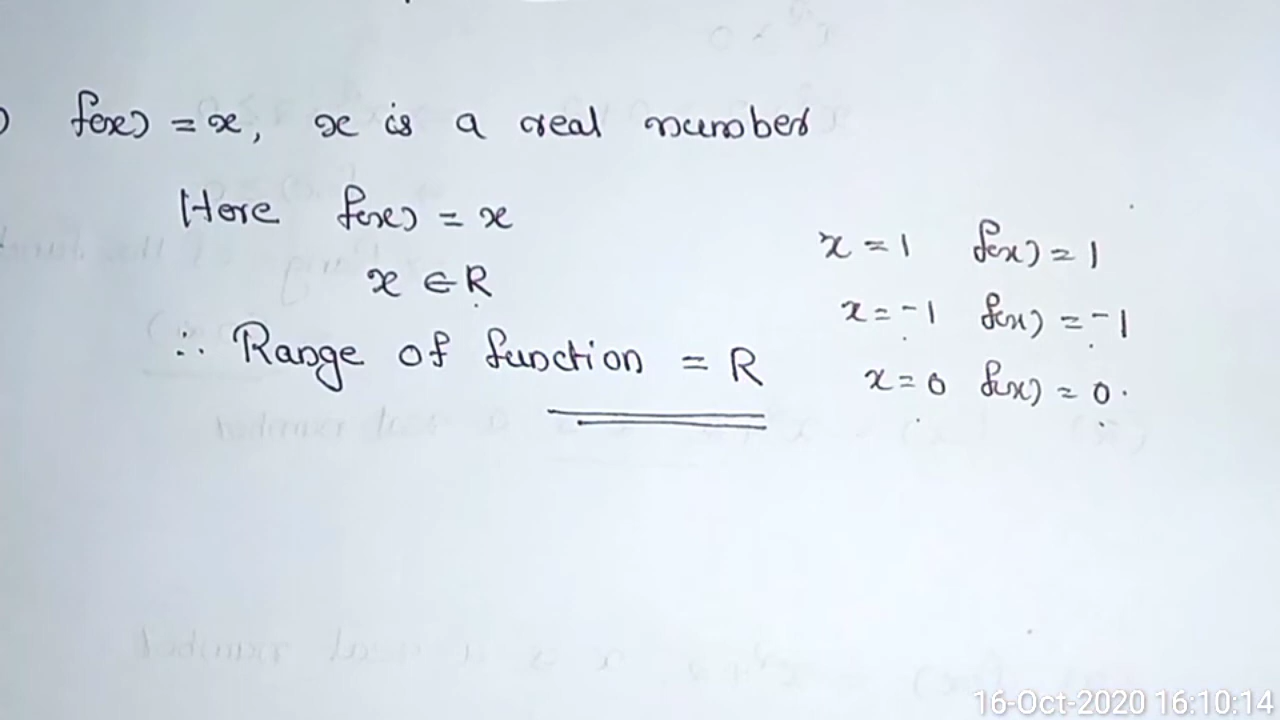 ) f(x) = x, x is a real number
Here f(x) = x
x ∈ R
∴ Range of function = R
x = 1 f(x) = 1
x = -1 f(x) = -1
x = 0 f(x) = 0.
16-Oct-2020 16:10:14